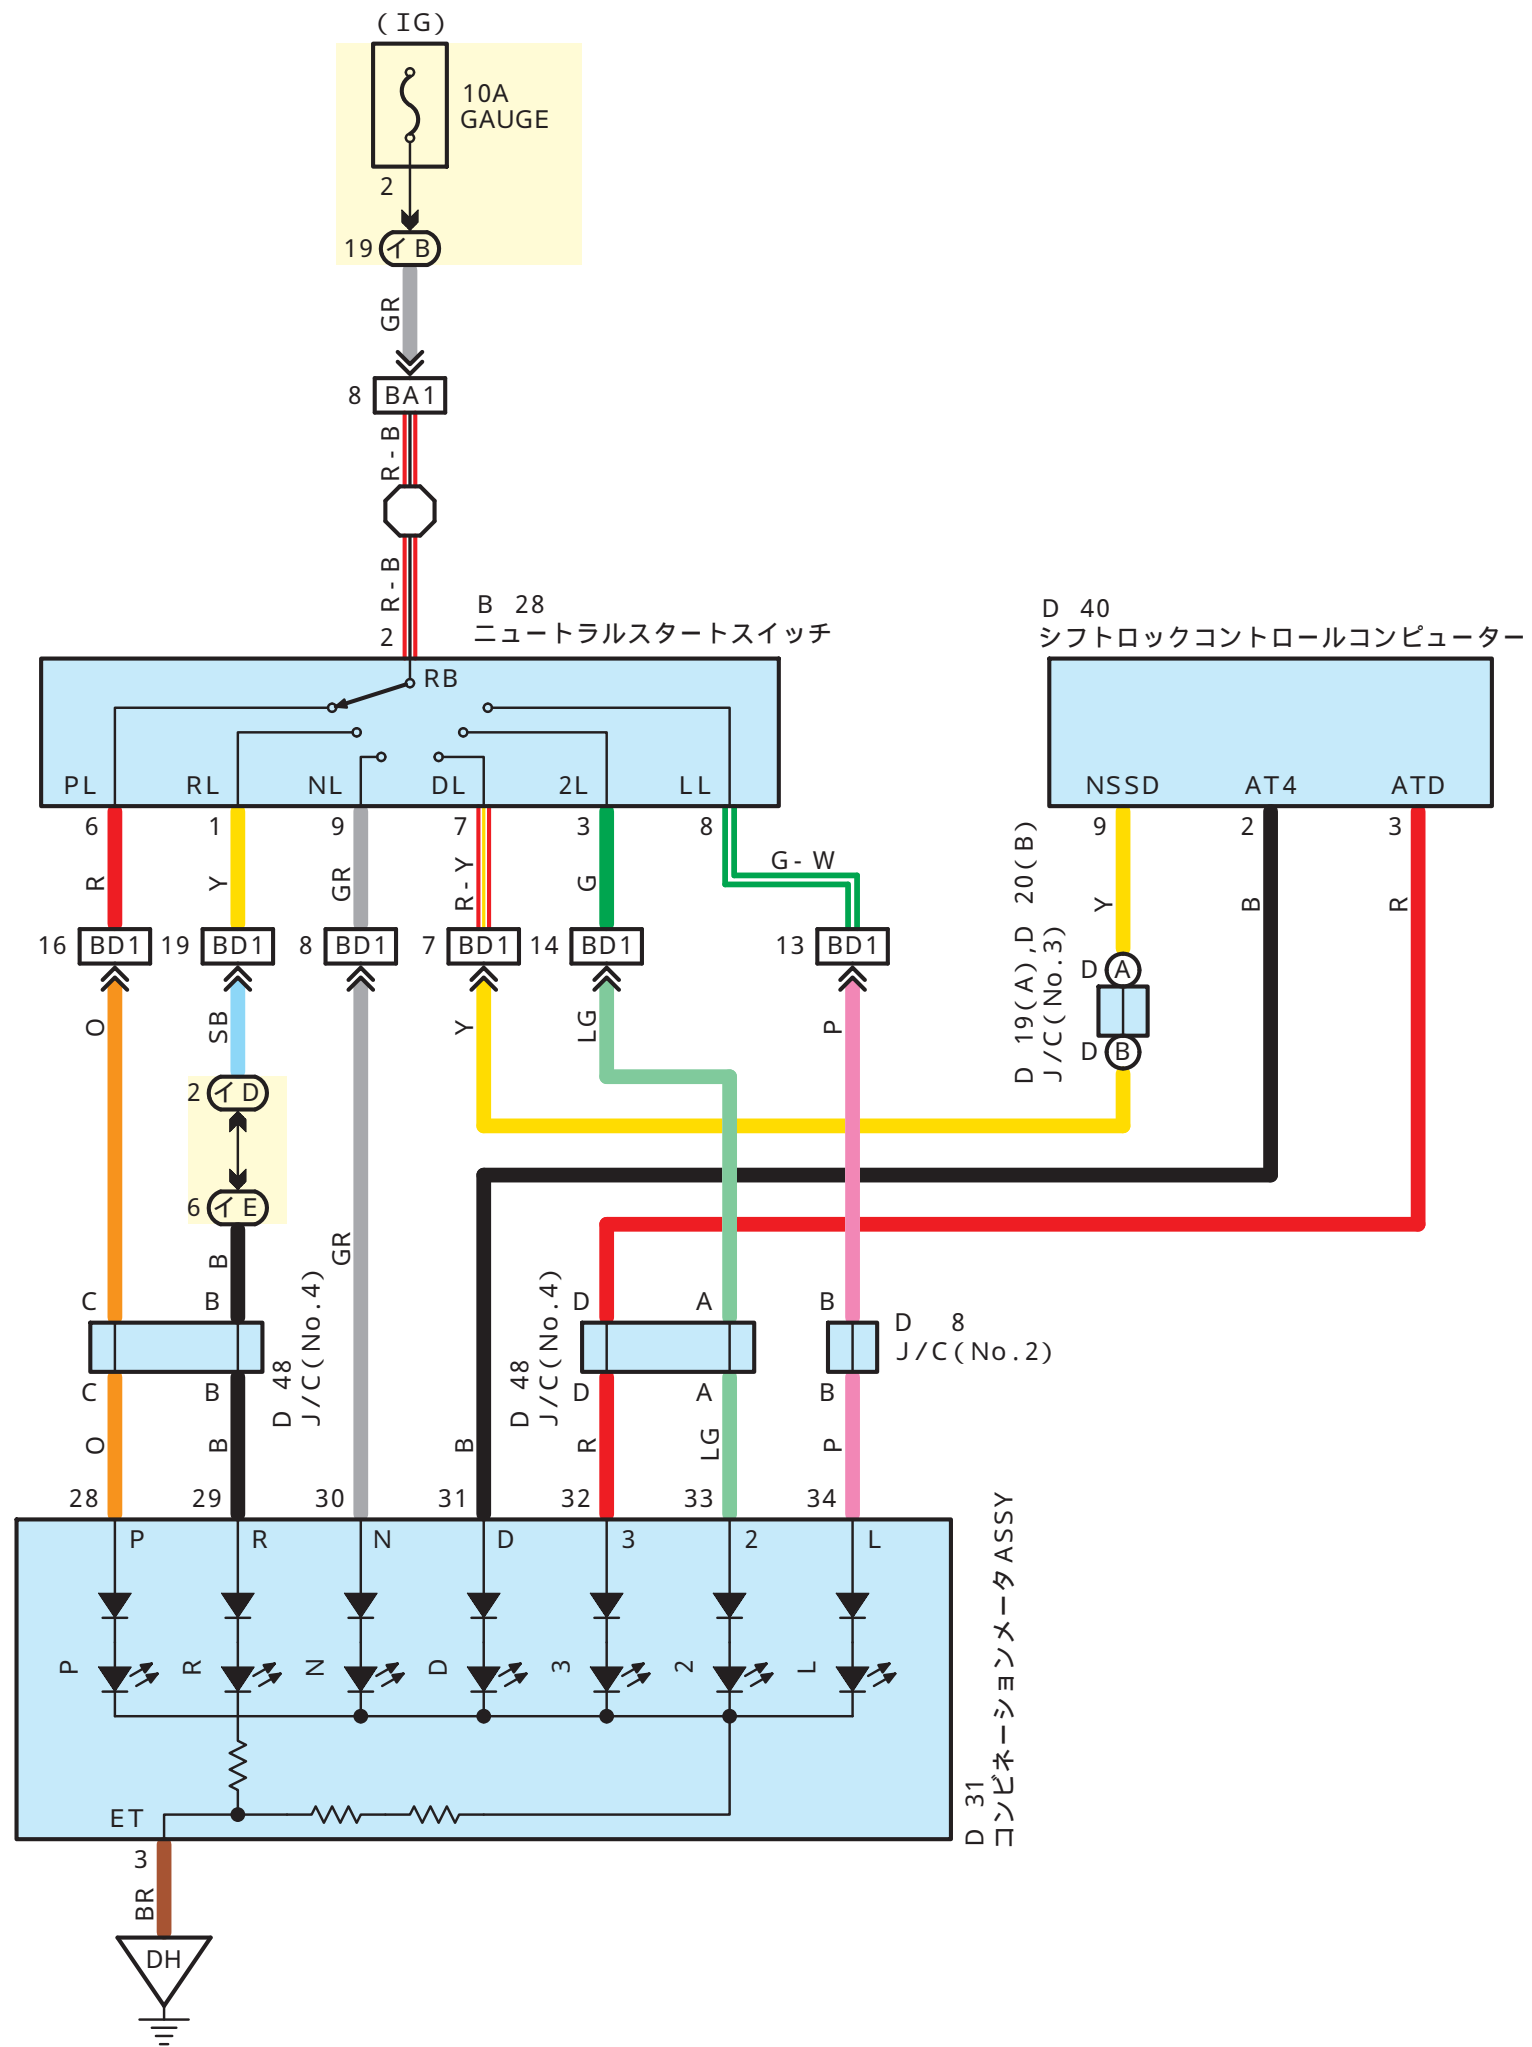 (IG)
10A
GAUGE
2
19 イB
GR
8 BA1
R-B
R-B
2
B 28
ニュートラルスタートスイッチ
D 40
シフトロックコントロールコンピューター
RB
PL RL NL DL 2L LL
NSSD AT4 ATD
6 1 9 7 3 8
9 2 3
R Y GR R-Y G G-W
Y B R
16 BD1 19 BD1 8 BD1 7 BD1 14 BD1 13 BD1
D 19(A),D 20(B)
J/C(No.3)
D A
D B
O SB Y LG P
2 イD
6 イE
B GR
C B D A B
D 48
J/C(No.4)
D 48
J/C(No.4)
D 8
J/C(No.2)
C B D A B
O B B R LG P
28 29 30 31 32 33 34
P R N D 3 2 L
P R N D 3 2 L
D 31
コンビネーションメータASSY
ET
3
BR
DH